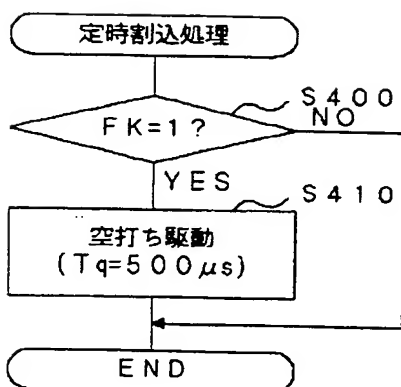 定時割込処理
S400
FK=1?
NO
YES
S410
空打ち駆動
(Tq=500μs)
END